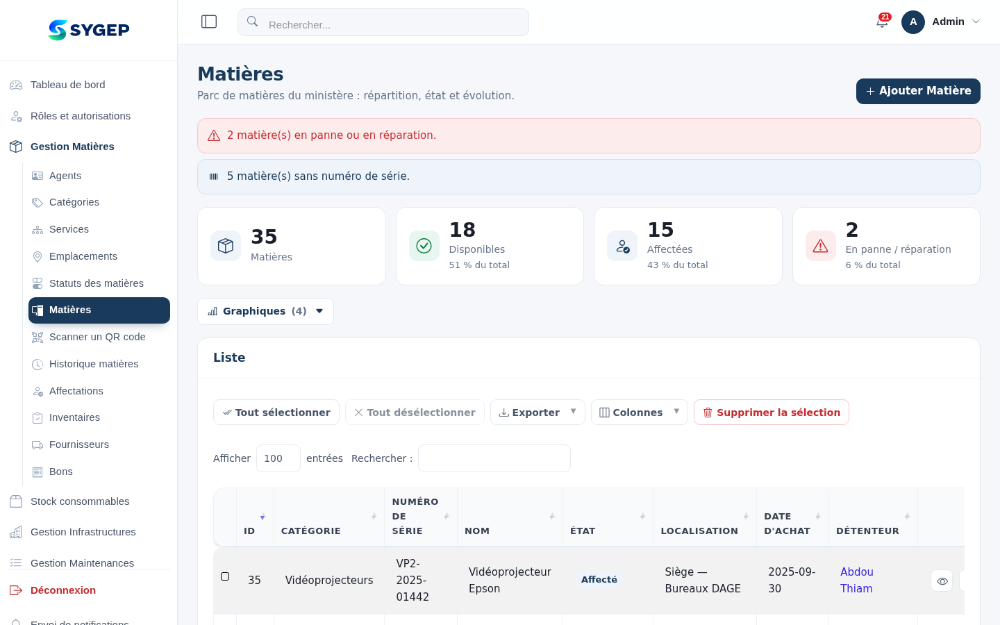 SYGEP
Rechercher...
21
A
Admin
Tableau de bord
Rôles et autorisations
Gestion Matières
Agents
Catégories
Services
Emplacements
Statuts des matières
Matières
Scanner un QR code
Historique matières
Affectations
Inventaires
Fournisseurs
Bons
Stock consommables
Gestion Infrastructures
Gestion Maintenances
Déconnexion
Envoi de notifications
Matières
Parc de matières du ministère : répartition, état et évolution.
Ajouter Matière
2 matière(s) en panne ou en réparation.
5 matière(s) sans numéro de série.
35
Matières
18
Disponibles
51 % du total
15
Affectées
43 % du total
2
En panne / réparation
6 % du total
Graphiques (4)
Liste
Tout sélectionner
Tout désélectionner
Exporter
Colonnes
Supprimer la sélection
Afficher 100 entrées Rechercher :
ID
CATÉGORIE
NUMÉRO
DE
SÉRIE
NOM
ÉTAT
LOCALISATION
DATE
D'ACHAT
DÉTENTEUR
35
Vidéoprojecteurs
VP2-
2025-
01442
Vidéoprojecteur
Epson
Affecté
Siège —
Bureaux DAGE
2025-09-
30
Abdou
Thiam